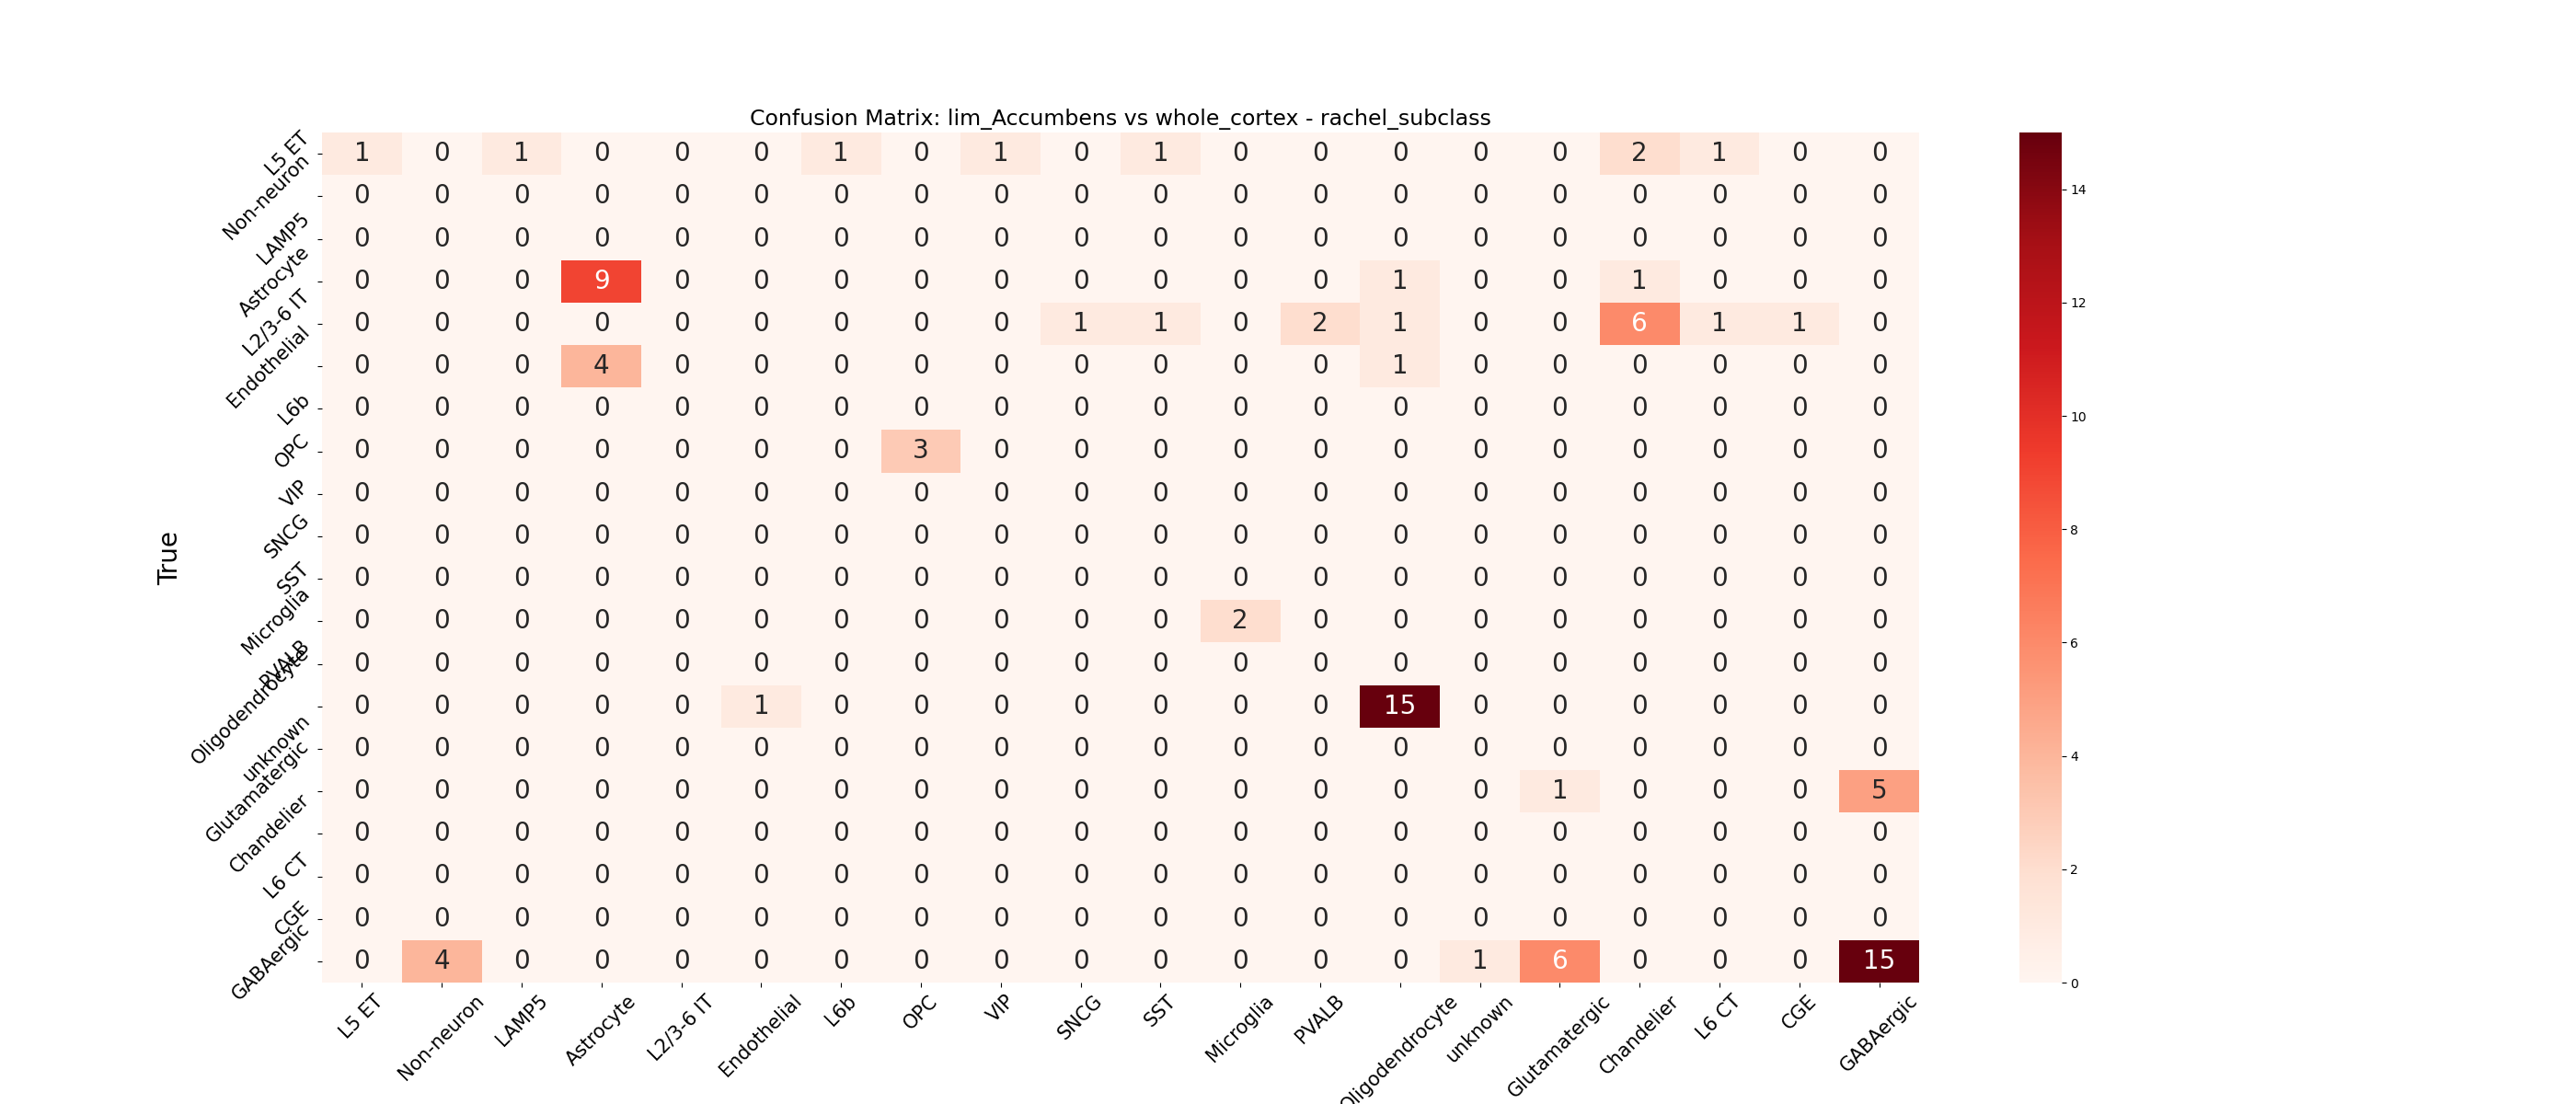 Confusion Matrix: lim_Accumbens vs whole_cortex - rachel_subclass
True
L5 ET 1 0 1 0 0 0 1 0 1 0 1 0 0 0 0 0 2 1 0 0
Non-neuron 0 0 0 0 0 0 0 0 0 0 0 0 0 0 0 0 0 0 0 0
LAMP5 0 0 0 0 0 0 0 0 0 0 0 0 0 0 0 0 0 0 0 0
Astrocyte 0 0 0 9 0 0 0 0 0 0 0 0 0 1 0 0 1 0 0 0
L2/3-6 IT 0 0 0 0 0 0 0 0 0 1 1 0 2 1 0 0 6 1 1 0
Endothelial 0 0 0 4 0 0 0 0 0 0 0 0 0 1 0 0 0 0 0 0
L6b 0 0 0 0 0 0 0 0 0 0 0 0 0 0 0 0 0 0 0 0
OPC 0 0 0 0 0 0 0 3 0 0 0 0 0 0 0 0 0 0 0 0
VIP 0 0 0 0 0 0 0 0 0 0 0 0 0 0 0 0 0 0 0 0
SNCG 0 0 0 0 0 0 0 0 0 0 0 0 0 0 0 0 0 0 0 0
SST 0 0 0 0 0 0 0 0 0 0 0 0 0 0 0 0 0 0 0 0
Microglia 0 0 0 0 0 0 0 0 0 0 0 2 0 0 0 0 0 0 0 0
PVALB 0 0 0 0 0 0 0 0 0 0 0 0 0 0 0 0 0 0 0 0
Oligodendrocyte 0 0 0 0 0 1 0 0 0 0 0 0 0 15 0 0 0 0 0 0
unknown 0 0 0 0 0 0 0 0 0 0 0 0 0 0 0 0 0 0 0 0
Glutamatergic 0 0 0 0 0 0 0 0 0 0 0 0 0 0 0 1 0 0 0 5
Chandelier 0 0 0 0 0 0 0 0 0 0 0 0 0 0 0 0 0 0 0 0
L6 CT 0 0 0 0 0 0 0 0 0 0 0 0 0 0 0 0 0 0 0 0
CGE 0 0 0 0 0 0 0 0 0 0 0 0 0 0 0 0 0 0 0 0
GABAergic 0 4 0 0 0 0 0 0 0 0 0 0 0 0 1 6 0 0 0 15
L5 ET Non-neuron LAMP5 Astrocyte L2/3-6 IT Endothelial L6b OPC VIP SNCG SST Microglia PVALB Oligodendrocyte unknown Glutamatergic Chandelier L6 CT CGE GABAergic
14
12
10
8
6
4
2
0